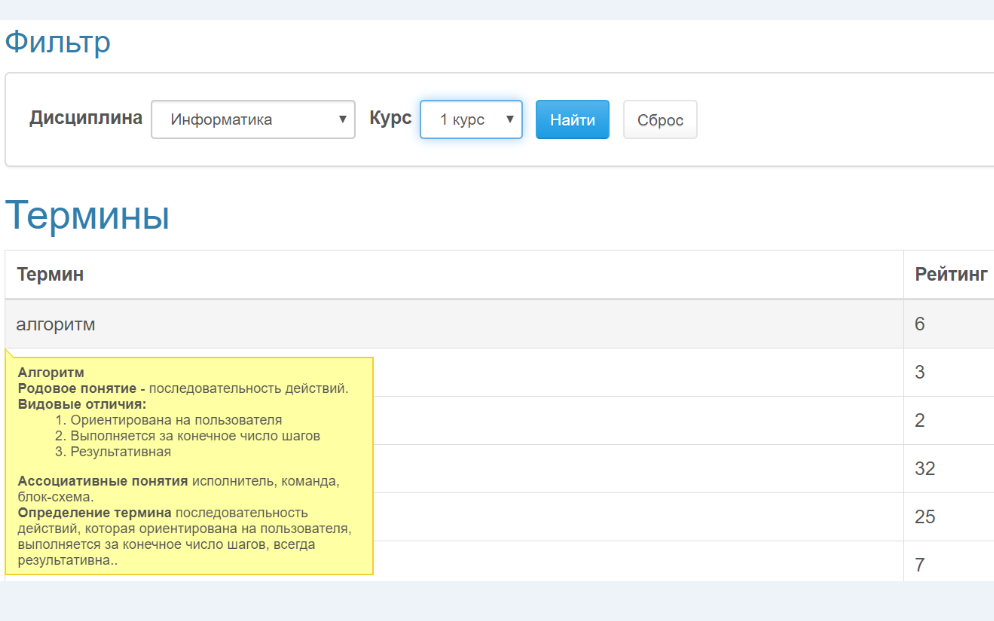 Фильтр
Дисциплина Информатика Курс 1 курс Найти Сброс
Термины
Термин Рейтинг
алгоритм 6
3
2
32
25
7
Алгоритм
Родовое понятие - последовательность действий.
Видовые отличия:
1. Ориентирована на пользователя
2. Выполняется за конечное число шагов
3. Результативная
Ассоциативные понятия исполнитель, команда,
блок-схема.
Определение термина последовательность
действий, которая ориентирована на пользователя,
выполняется за конечное число шагов, всегда
результативна..